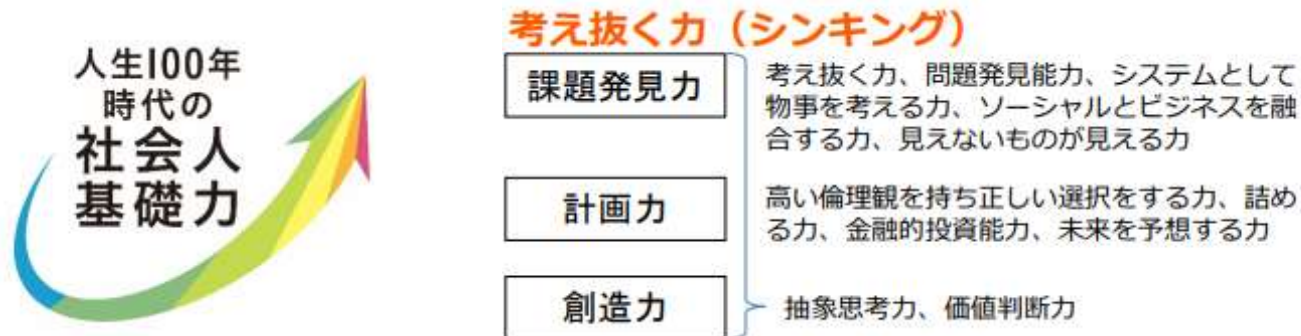 人生100年
時代の
社会人
基礎力
考え抜く力（シンキング）
課題発見力
考え抜く力、問題発見能力、システムとして
物事を考える力、ソーシャルとビジネスを融
合する力、見えないものが見える力
計画力
高い倫理観を持ち正しい選択をする力、詰め
る力、金融的投資能力、未来を予想する力
創造力
抽象思考力、価値判断力